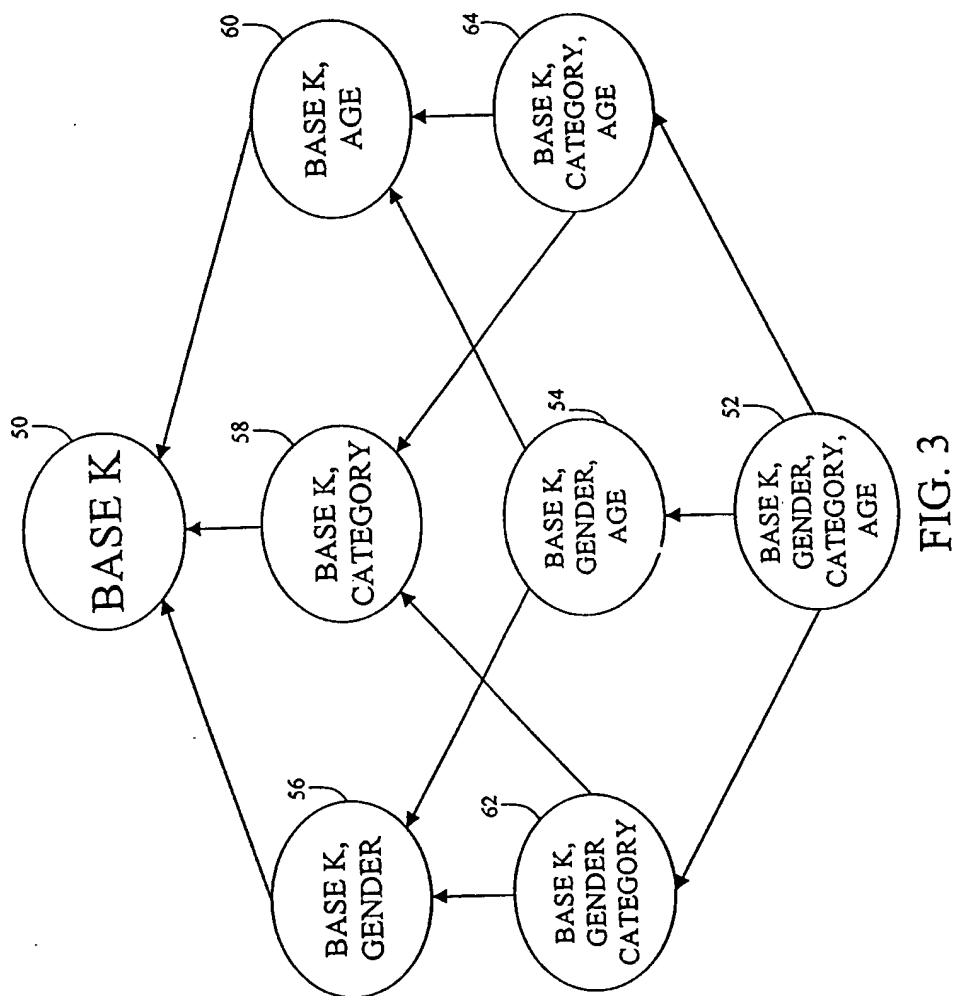 50
BASE K
56
BASE K,
GENDER
58
BASE K,
CATEGORY
60
BASE K,
AGE
62
BASE K,
GENDER
CATEGORY
54
BASE K,
GENDER,
AGE
64
BASE K,
CATEGORY,
AGE
52
BASE K,
GENDER,
CATEGORY,
AGE
FIG. 3